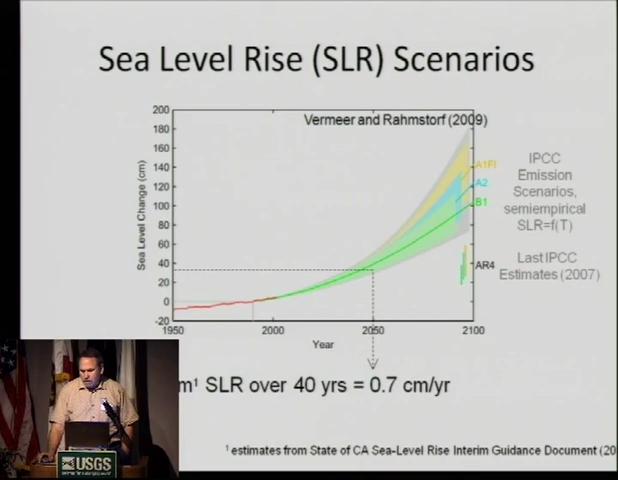 Sea Level Rise (SLR) Scenarios
Vermeer and Rahmstorf (2009)
Sea Level Change (cm)
200
180
160
140
120
100
80
60
40
20
0
-20
1950
2000
2050
2100
Year
A1FI
A2
B1
AR4
IPCC
Emission
Scenarios,
semiempirical
SLR=f(T)
Last IPCC
Estimates (2007)
m¹ SLR over 40 yrs = 0.7 cm/yr
¹ estimates from State of CA Sea-Level Rise Interim Guidance Document (20
USGS